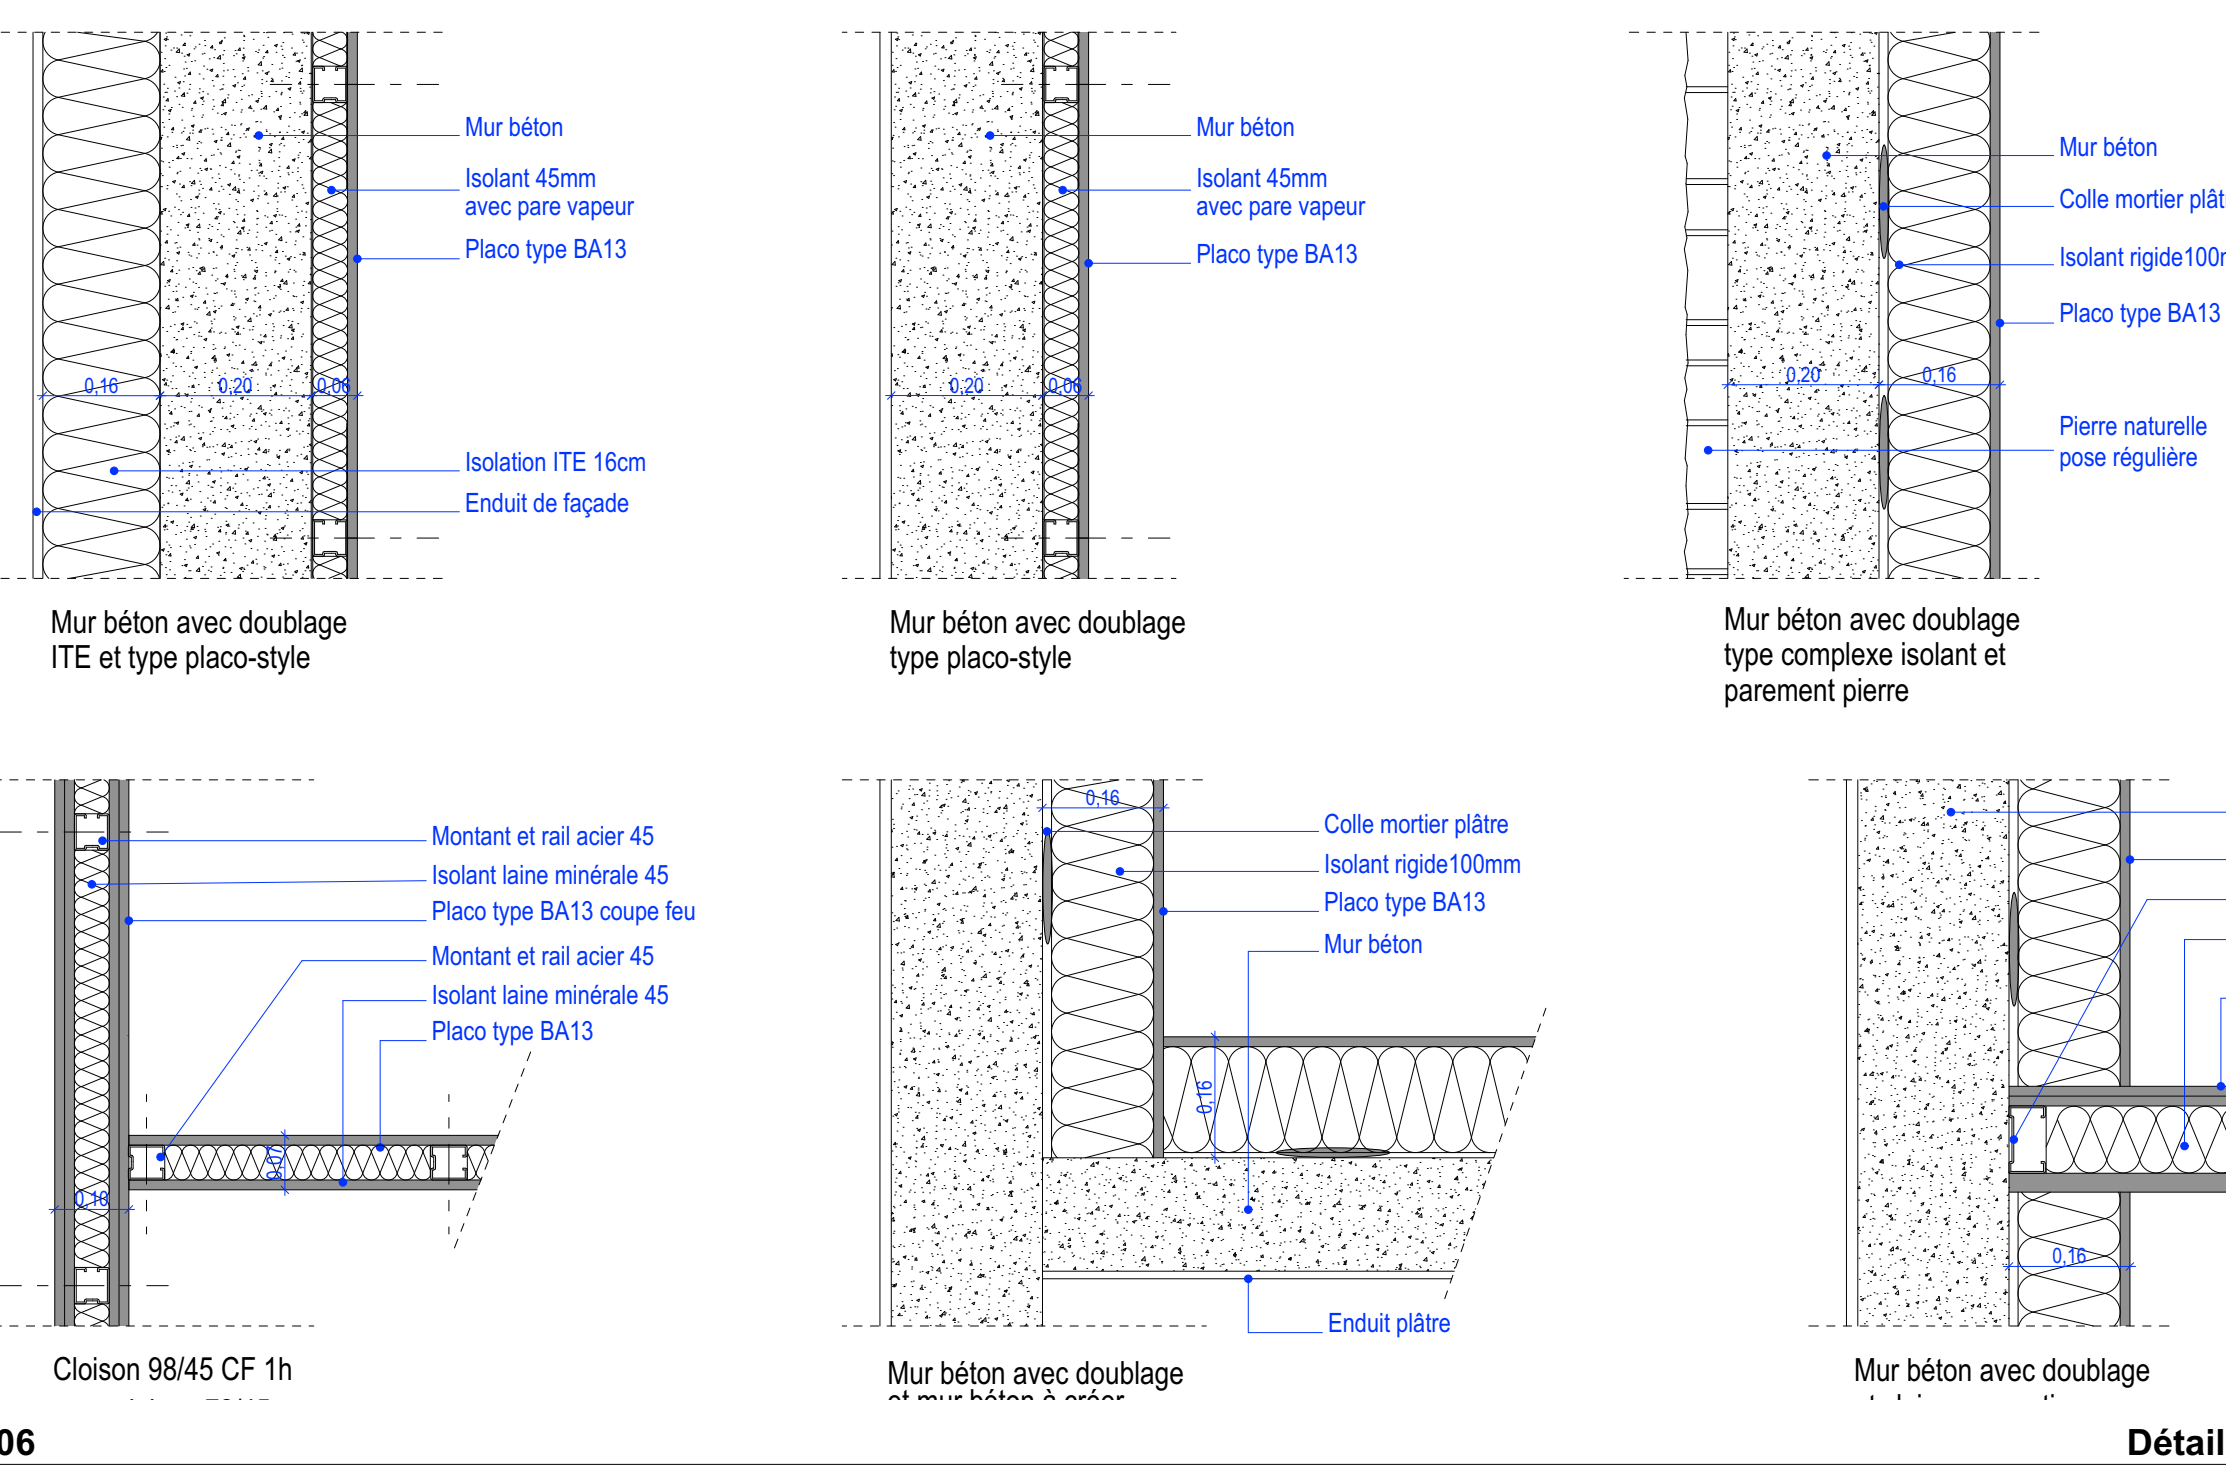 Mur béton
Isolant 45mm
avec pare vapeur
Placo type BA13
0,16
0,20
0,06
Isolation ITE 16cm
Enduit de façade
Mur béton avec doublage
ITE et type placo-style
Mur béton
Isolant 45mm
avec pare vapeur
Placo type BA13
0,20
0,06
Mur béton avec doublage
type placo-style
Mur béton
Colle mortier plât
Isolant rigide100
Placo type BA13
0,20
0,16
Pierre naturelle
pose régulière
Mur béton avec doublage
type complexe isolant et
parement pierre
Montant et rail acier 45
Isolant laine minérale 45
Placo type BA13 coupe feu
Montant et rail acier 45
Isolant laine minérale 45
Placo type BA13
0,07
0,10
Cloison 98/45 CF 1h
0,16
Colle mortier plâtre
Isolant rigide100mm
Placo type BA13
Mur béton
0,16
Enduit plâtre
Mur béton avec doublage
et mur béton à créer
0,16
Mur béton avec doublage
06
Détail